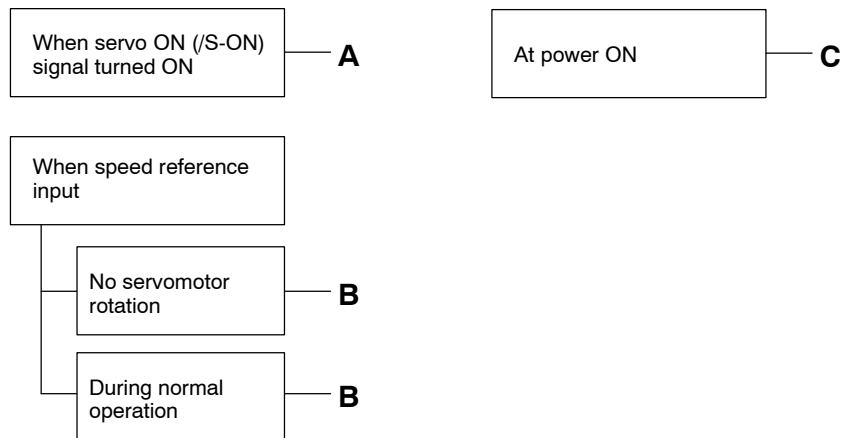 When servo ON (/S-ON)
signal turned ON
A
At power ON
C
When speed reference
input
No servomotor
rotation
B
During normal
operation
B